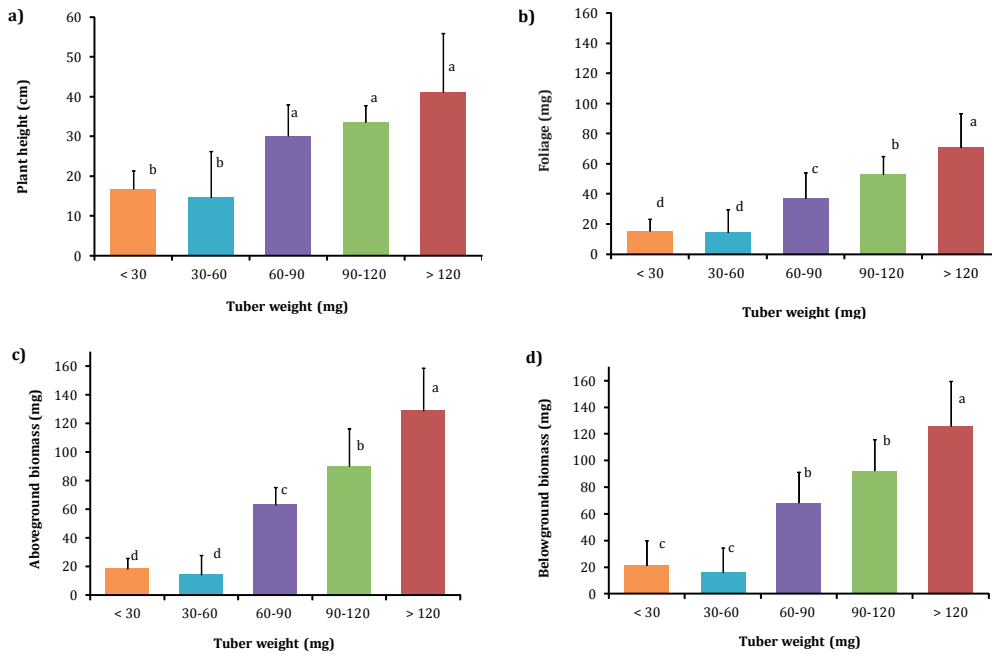 a)
Plant height (cm)
60
50
40
30
20
10
0
b
b
a
a
a
< 30 30-60 60-90 90-120 > 120
Tuber weight (mg)
b)
Foliage (mg)
160
140
120
100
80
60
40
20
0
d
d
c
b
a
< 30 30-60 60-90 90-120 > 120
Tuber weight (mg)
c)
Aboveground biomass (mg)
160
140
120
100
80
60
40
20
0
d
d
c
b
a
< 30 30-60 60-90 90-120 > 120
Tuber weight (mg)
d)
Belowground biomass (mg)
160
140
120
100
80
60
40
20
0
c
c
b
b
a
< 30 30-60 60-90 90-120 > 120
Tuber weight (mg)